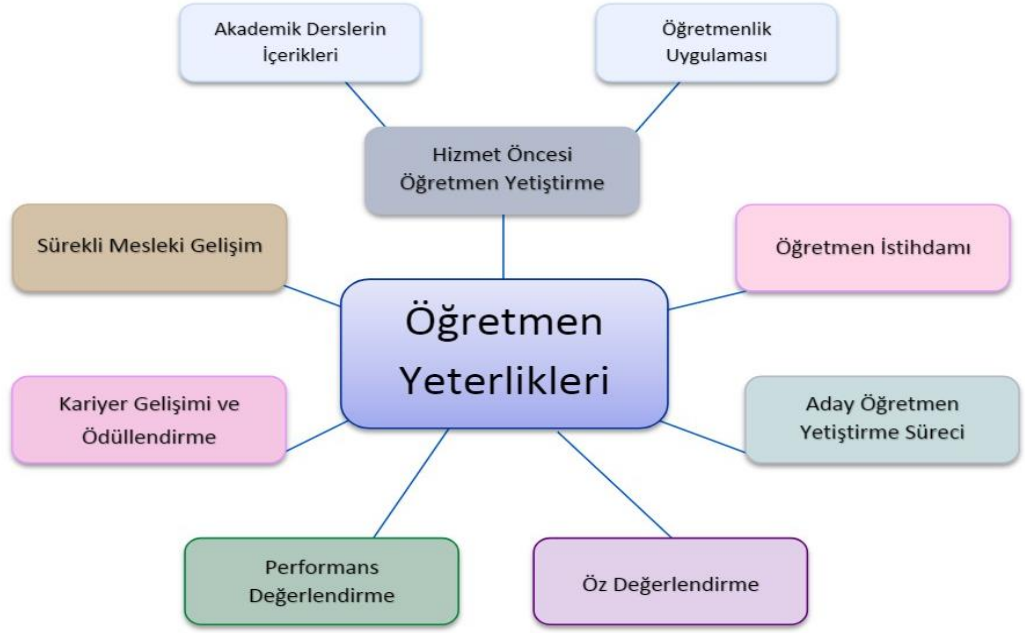 Akademik Derslerin
İçerikleri
Öğretmenlik
Uygulaması
Hizmet Öncesi
Öğretmen Yetiştirme
Sürekli Mesleki Gelişim
Öğretmen İstihdamı
Öğretmen
Yeterlikleri
Kariyer Gelişimi ve
Ödüllendirme
Aday Öğretmen
Yetiştirme Süreci
Performans
Değerlendirme
Öz Değerlendirme